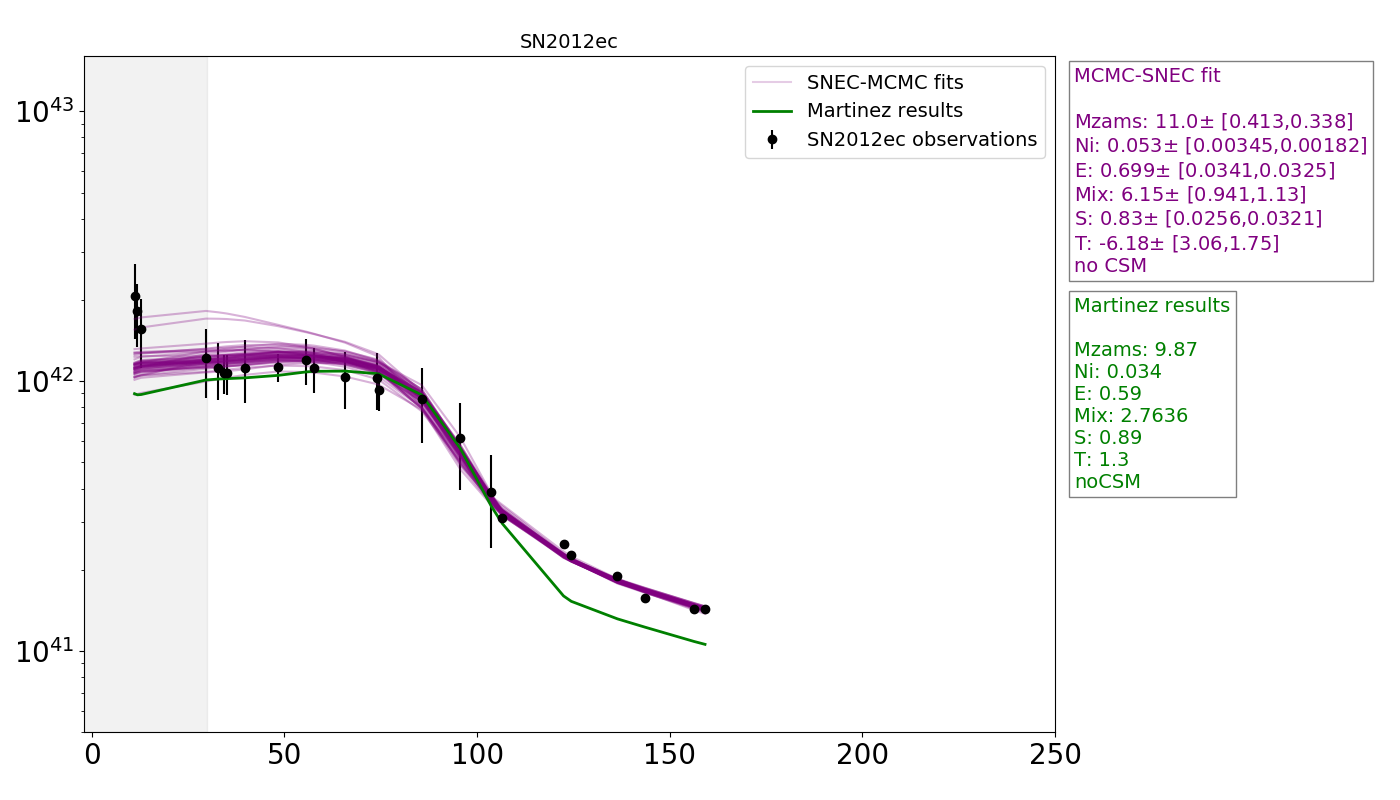 SN2012ec
10^43
10^42
10^41
0 50 100 150 200 250
SNEC-MCMC fits
Martinez results
SN2012ec observations
MCMC-SNEC fit
Mzams: 11.0± [0.413,0.338]
Ni: 0.053± [0.00345,0.00182]
E: 0.699± [0.0341,0.0325]
Mix: 6.15± [0.941,1.13]
S: 0.83± [0.0256,0.0321]
T: -6.18± [3.06,1.75]
no CSM
Martinez results
Mzams: 9.87
Ni: 0.034
E: 0.59
Mix: 2.7636
S: 0.89
T: 1.3
noCSM